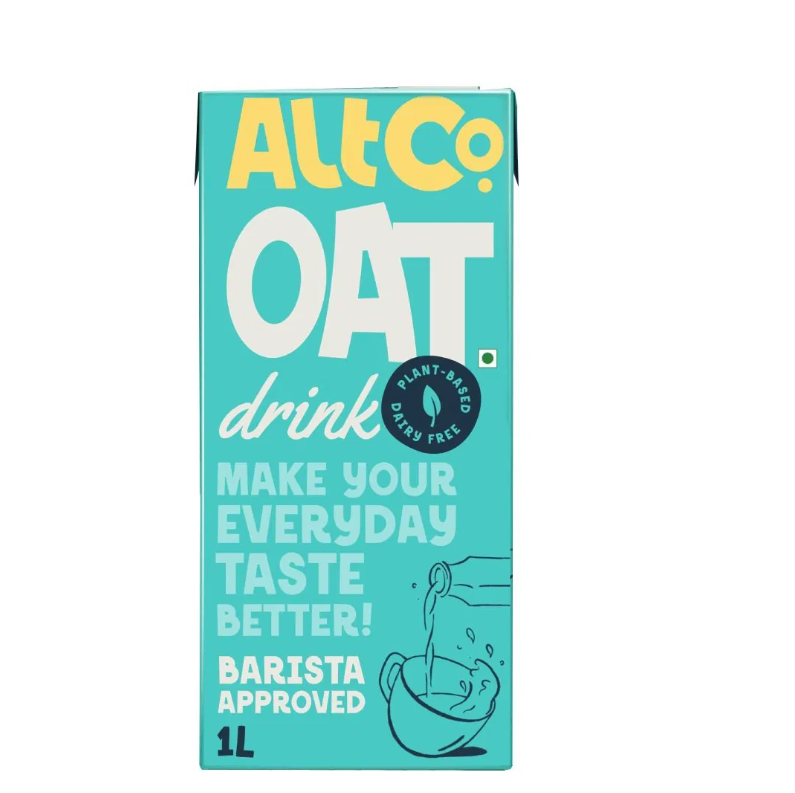 ALtCo.
OAT
drink
PLANT-BASED
DAIRY FREE
MAKE YOUR
EVERYDAY
TASTE
BETTER!
BARISTA
APPROVED
1L